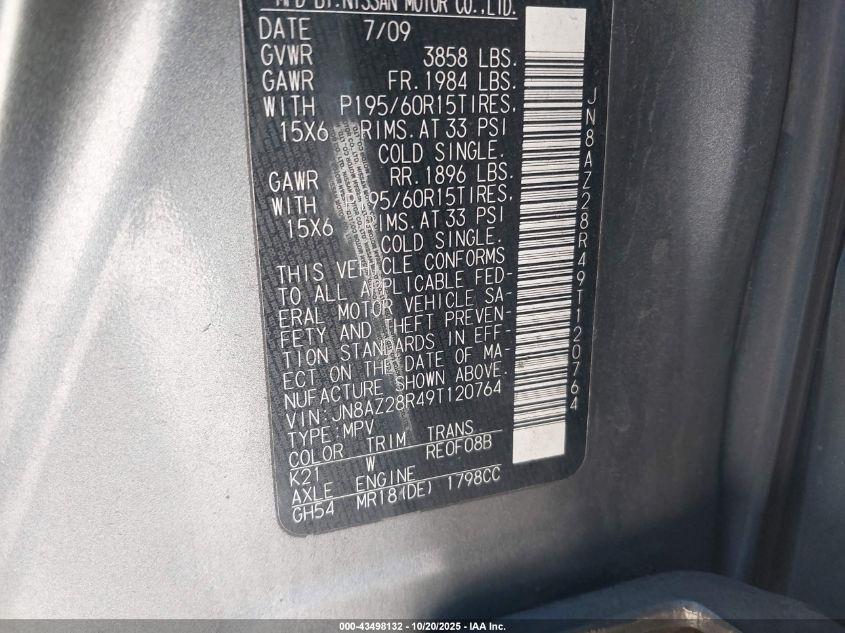 MFD BY:NISSAN MOTOR CO.,LTD.
DATE 7/09
GVWR 3858 LBS.
GAWR FR.1984 LBS.
WITH P195/60R15TIRES,
15X6 RIMS.AT 33 PSI
COLD SINGLE.
GAWR RR.1896 LBS.
WITH P195/60R15TIRES,
15X6 RIMS.AT 33 PSI
COLD SINGLE.
THIS VEHICLE CONFORMS
TO ALL APPLICABLE FED-
ERAL MOTOR VEHICLE SA-
FETY AND THEFT PREVEN-
TION STANDARDS IN EFF-
ECT ON THE DATE OF MA-
NUFACTURE SHOWN ABOVE.
VIN:JN8AZ28R49T120764
TYPE:MPV
COLOR TRIM TRANS
K21 W RE0F08B
AXLE ENGINE
GH54 MR18(DE) 1798CC
JN8AZ28R49T120764
000-43498132 - 10/20/2025 - IAA Inc.